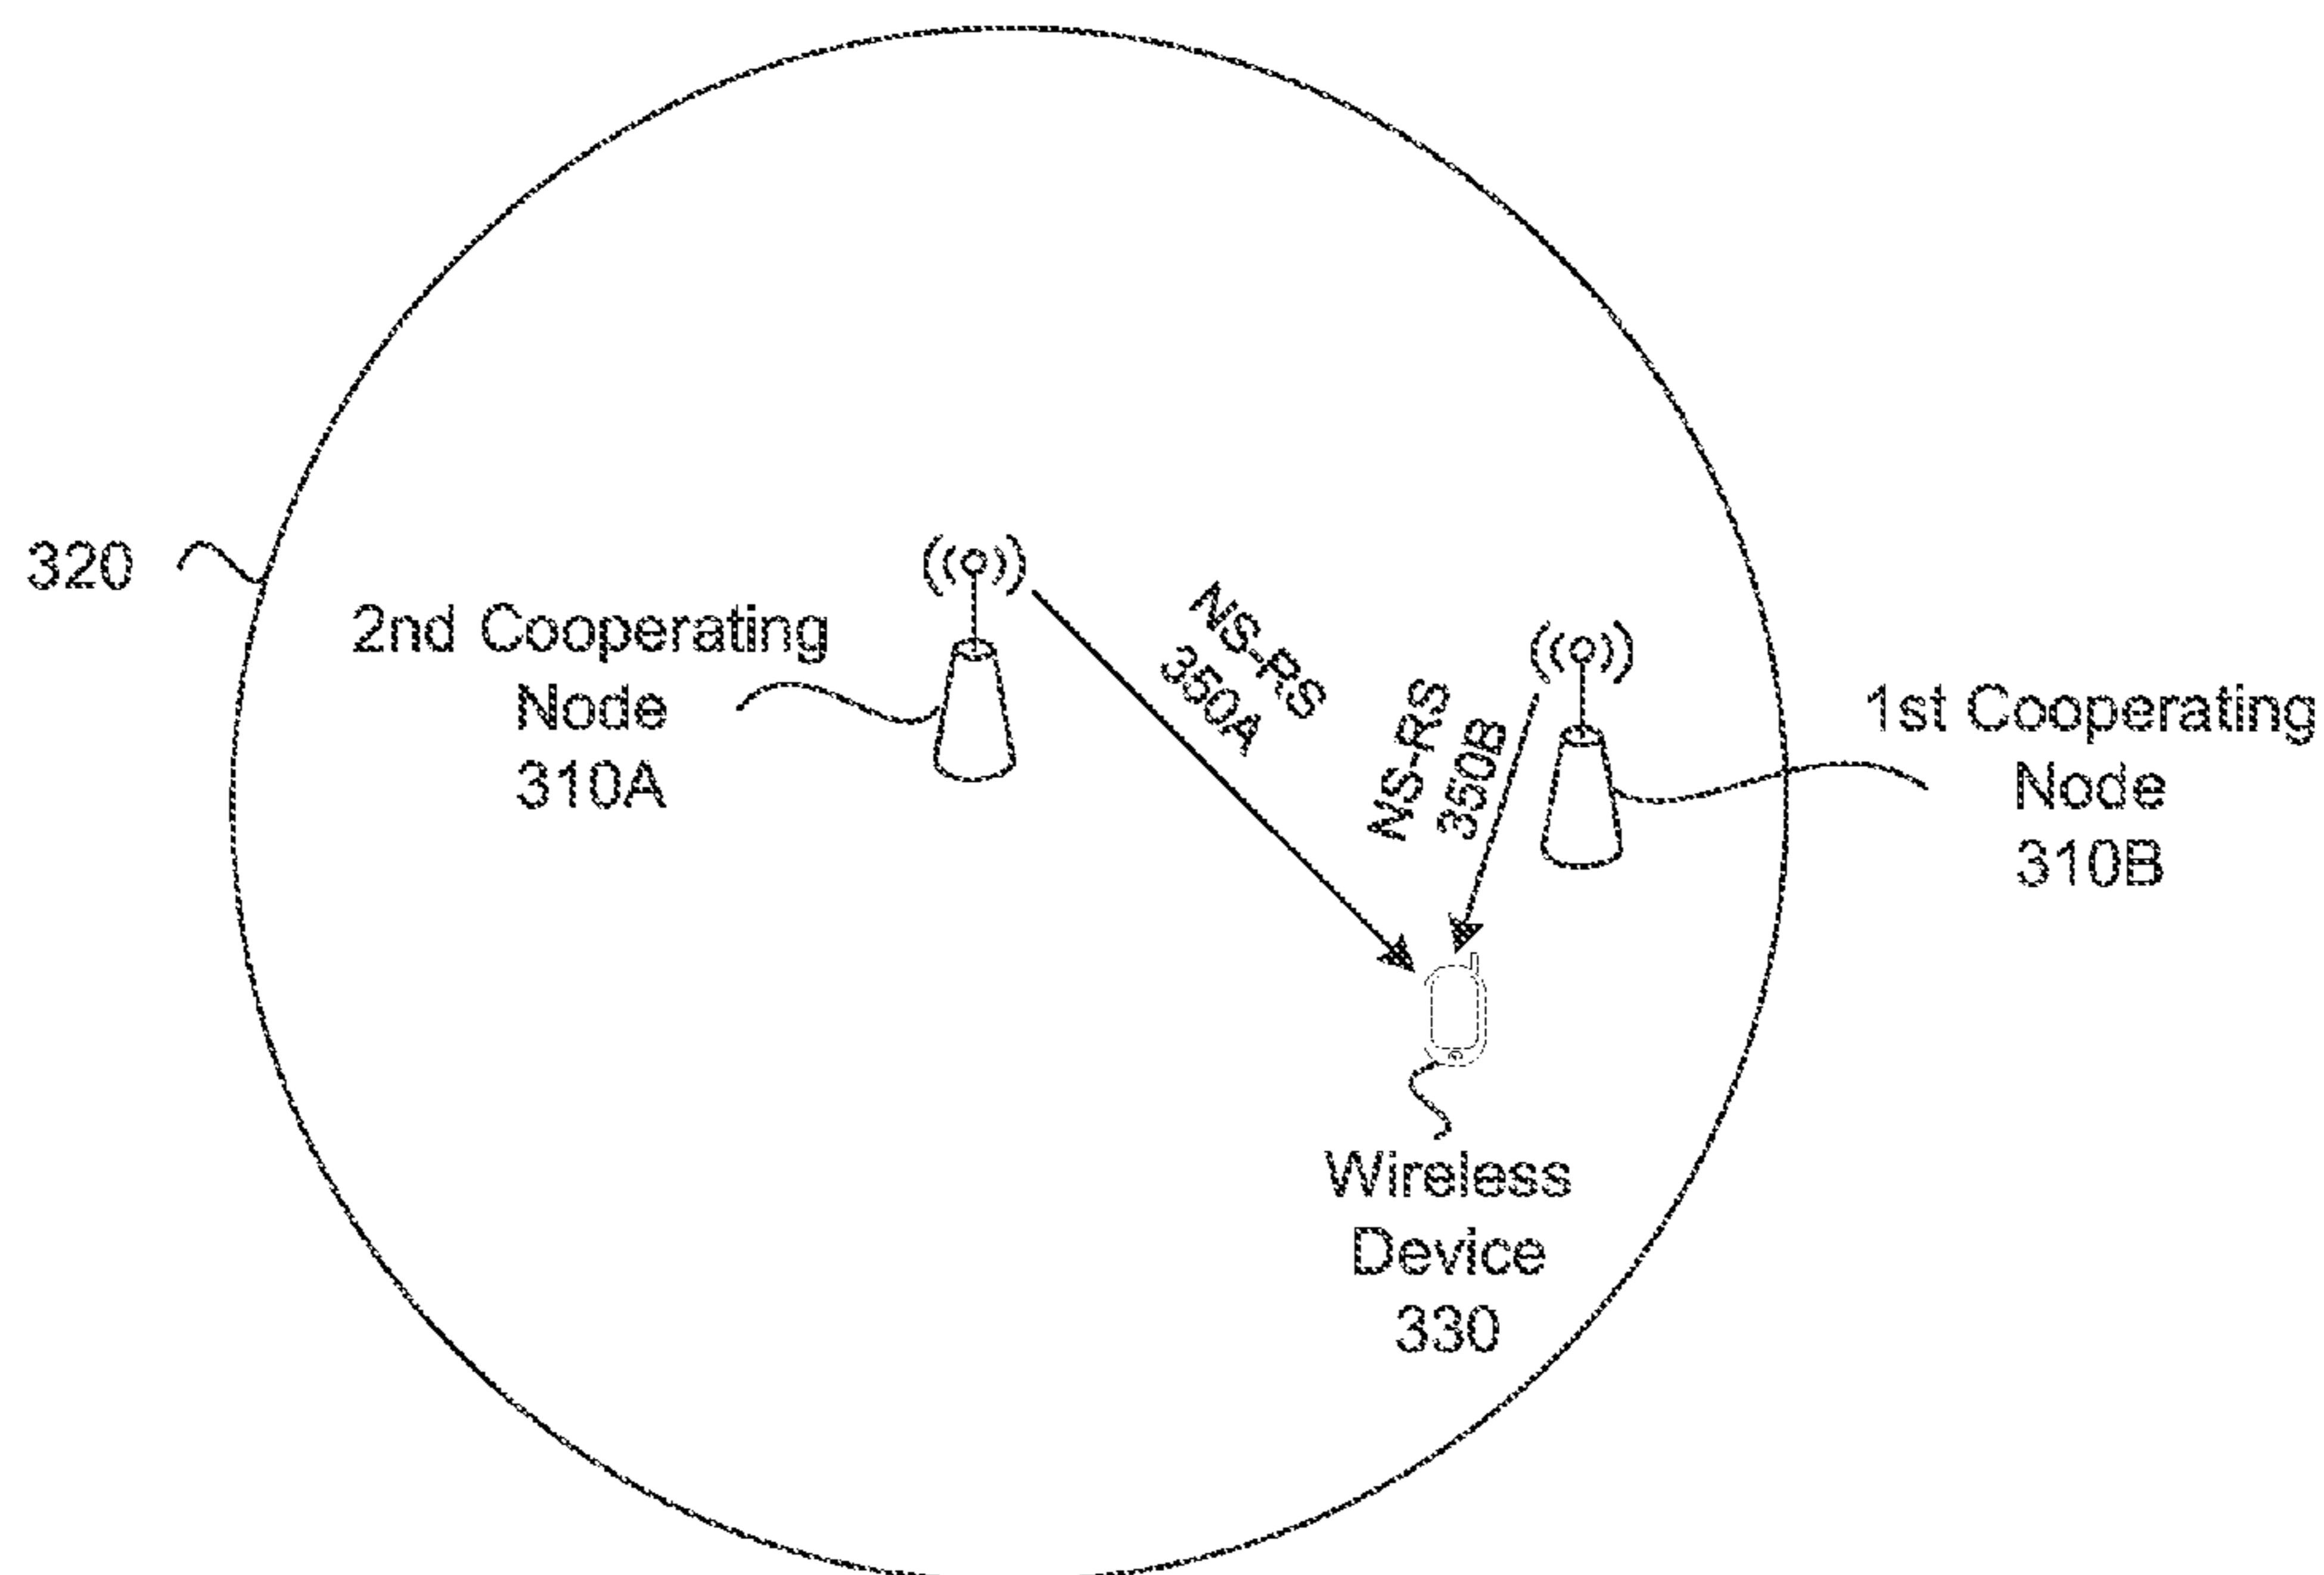 320
2nd Cooperating
Node
310A
NS-RS
350A
NS-RS
350B
1st Cooperating
Node
310B
Wireless
Device
330